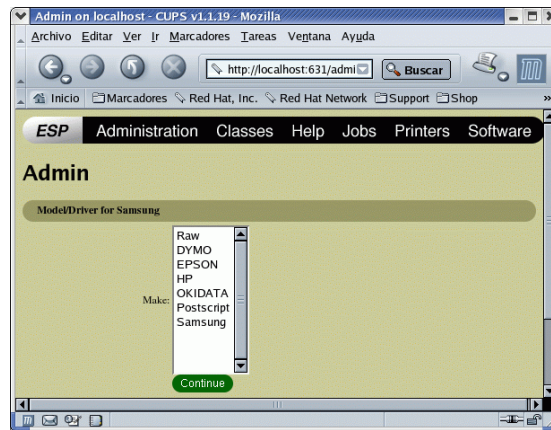 Admin on localhost - CUPS v1.1.19 - Mozilla
Archivo Editar Ver Ir Marcadores Tareas Ventana Ayuda
http://localhost:631/admi Buscar
Inicio Marcadores Red Hat, Inc. Red Hat Network Support Shop »
ESP Administration Classes Help Jobs Printers Software
Admin
Model/Driver for Samsung
Make:
Raw
DYMO
EPSON
HP
OKIDATA
Postscript
Samsung
Continue